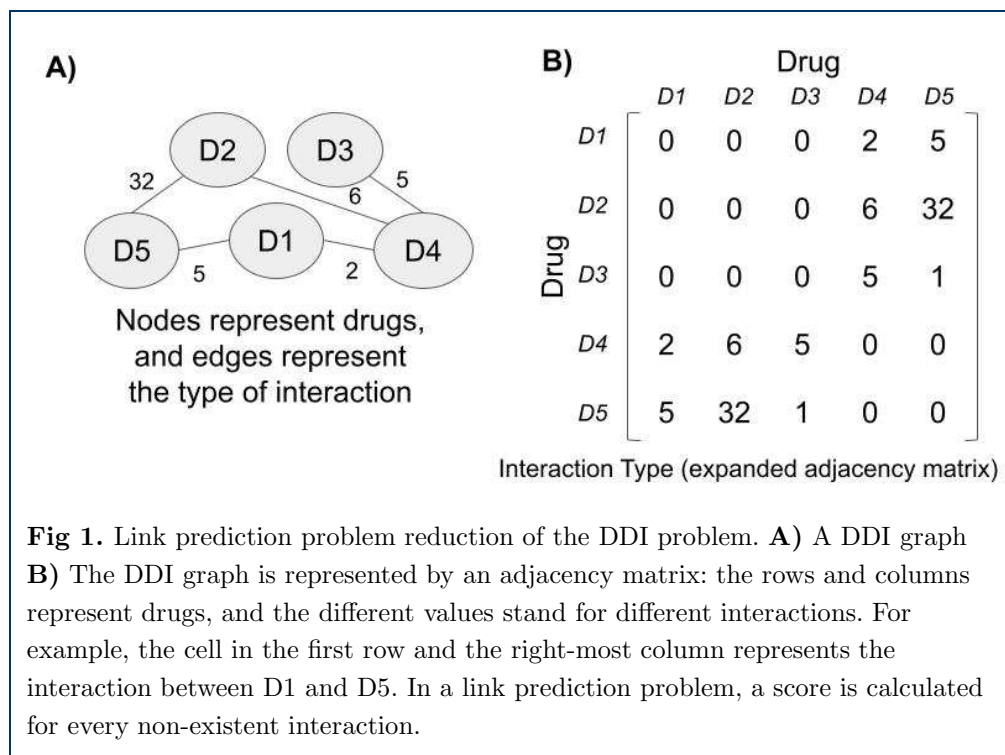 A)
D2 D3
32 6 5
D5 D1 D4
5 2
Nodes represent drugs,
and edges represent
the type of interaction
B) Drug
D1 D2 D3 D4 D5
D1 0 0 0 2 5
D2 0 0 0 6 32
Drug
D3 0 0 0 5 1
D4 2 6 5 0 0
D5 5 32 1 0 0
Interaction Type (expanded adjacency matrix)
Fig 1. Link prediction problem reduction of the DDI problem. A) A DDI graph
B) The DDI graph is represented by an adjacency matrix: the rows and columns
represent drugs, and the different values stand for different interactions. For
example, the cell in the first row and the right-most column represents the
interaction between D1 and D5. In a link prediction problem, a score is calculated
for every non-existent interaction.